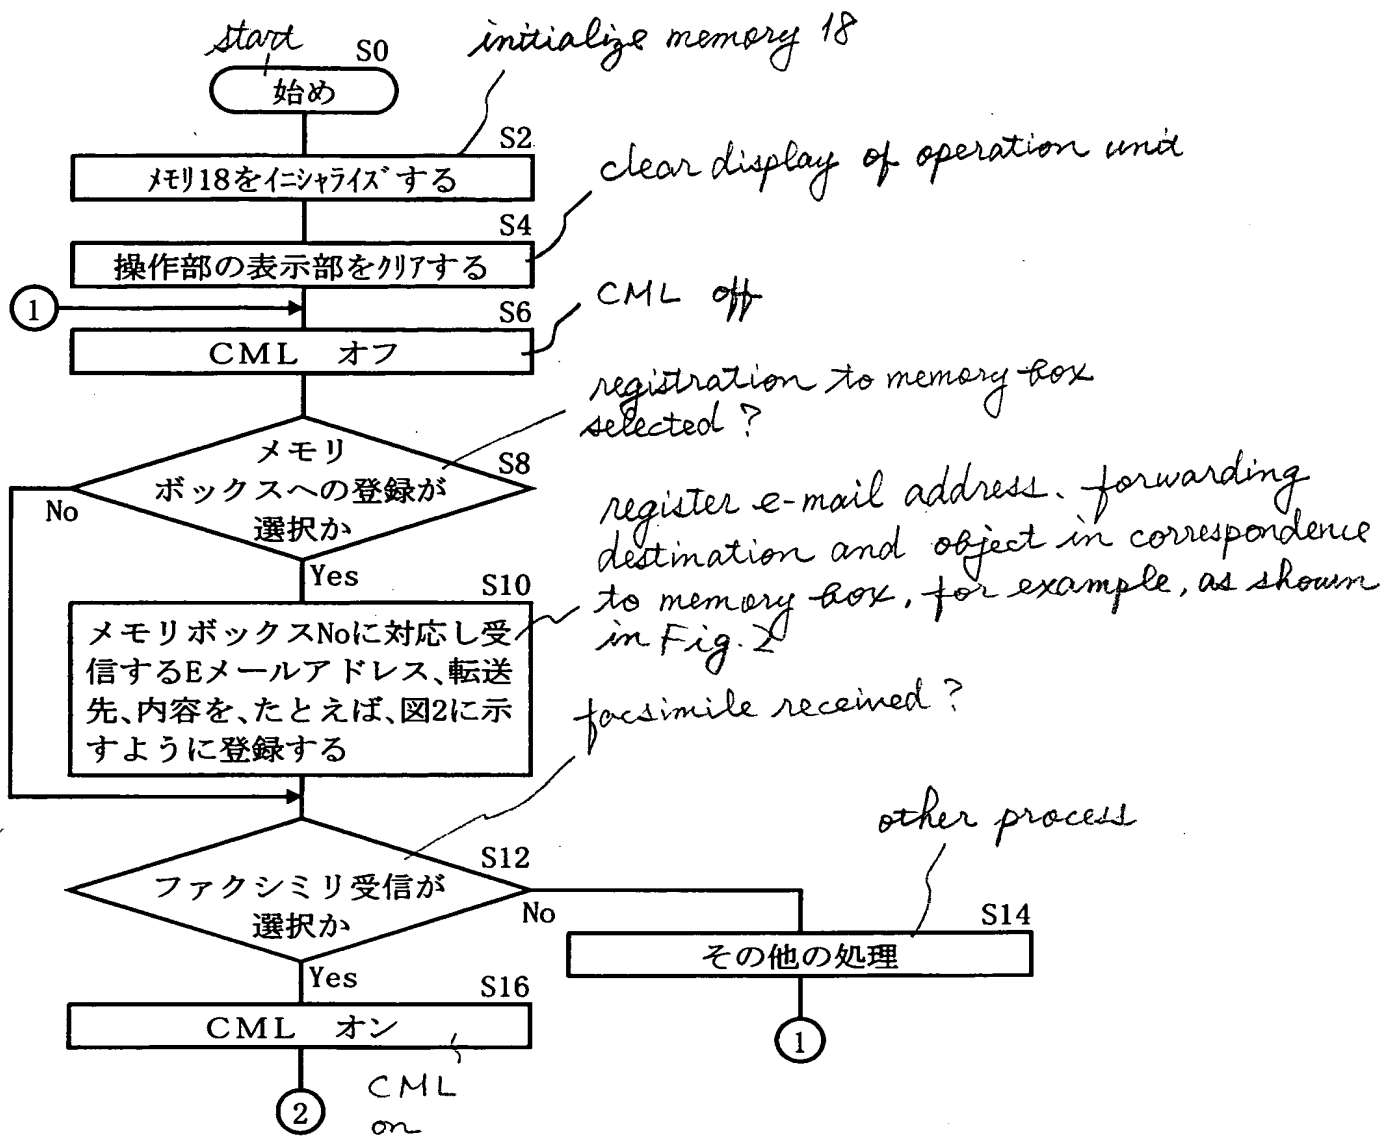 start
S0
initialize memory 18
始め
S2
メモリ18をイニシャライズする
clear display of operation unit
S4
操作部の表示部をクリアする
1
CML off
S6
CML オフ
registration to memory box
selected ?
メモリ
S8
ボックスへの登録が
選択か
No
Yes
register e-mail address. forwarding
destination and object in correspondence
to memory box, for example, as shown
in Fig. 2
S10
メモリボックスNoに対応し受
信するEメールアドレス、転送
先、内容を、たとえば、図2に示
すように登録する
facsimile received ?
other process
S12
ファクシミリ受信が
選択か
No
S14
その他の処理
Yes
S16
CML オン
1
CML
on
2